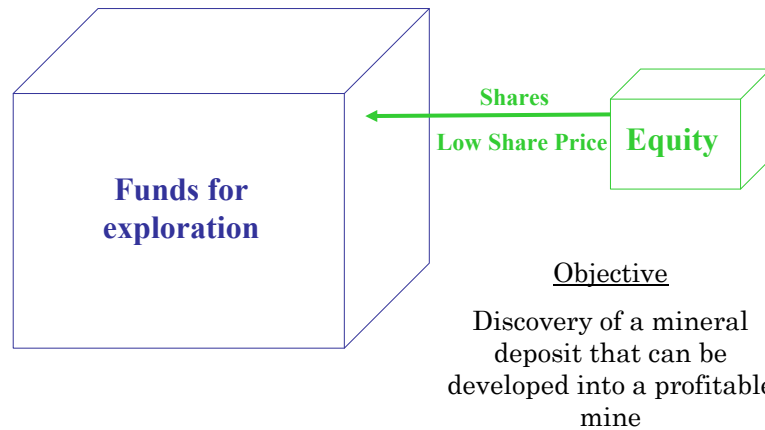 Shares
Low Share Price
Equity
Funds for
exploration
Objective
Discovery of a mineral
deposit that can be
developed into a profitable
mine